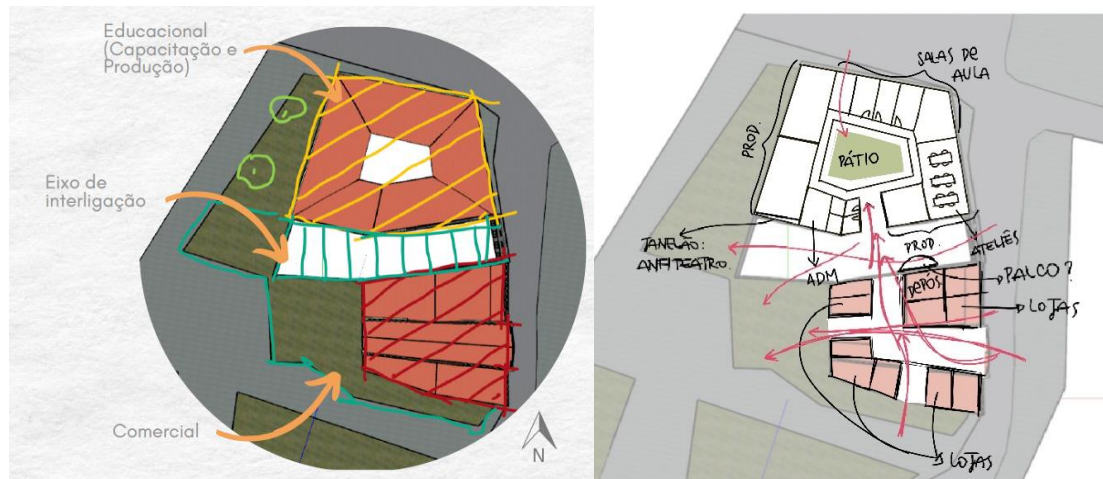 Educacional
(Capacitação e
Produção)
Eixo de
interligação
Comercial
N
SALAS DE
AULA
PROD.
PÁTIO
JANELÃO:
ANFITEATRO.
ADM
PROD.
ATELIÊS
PALCO?
DEPÓS.
LOJAS
LOJAS